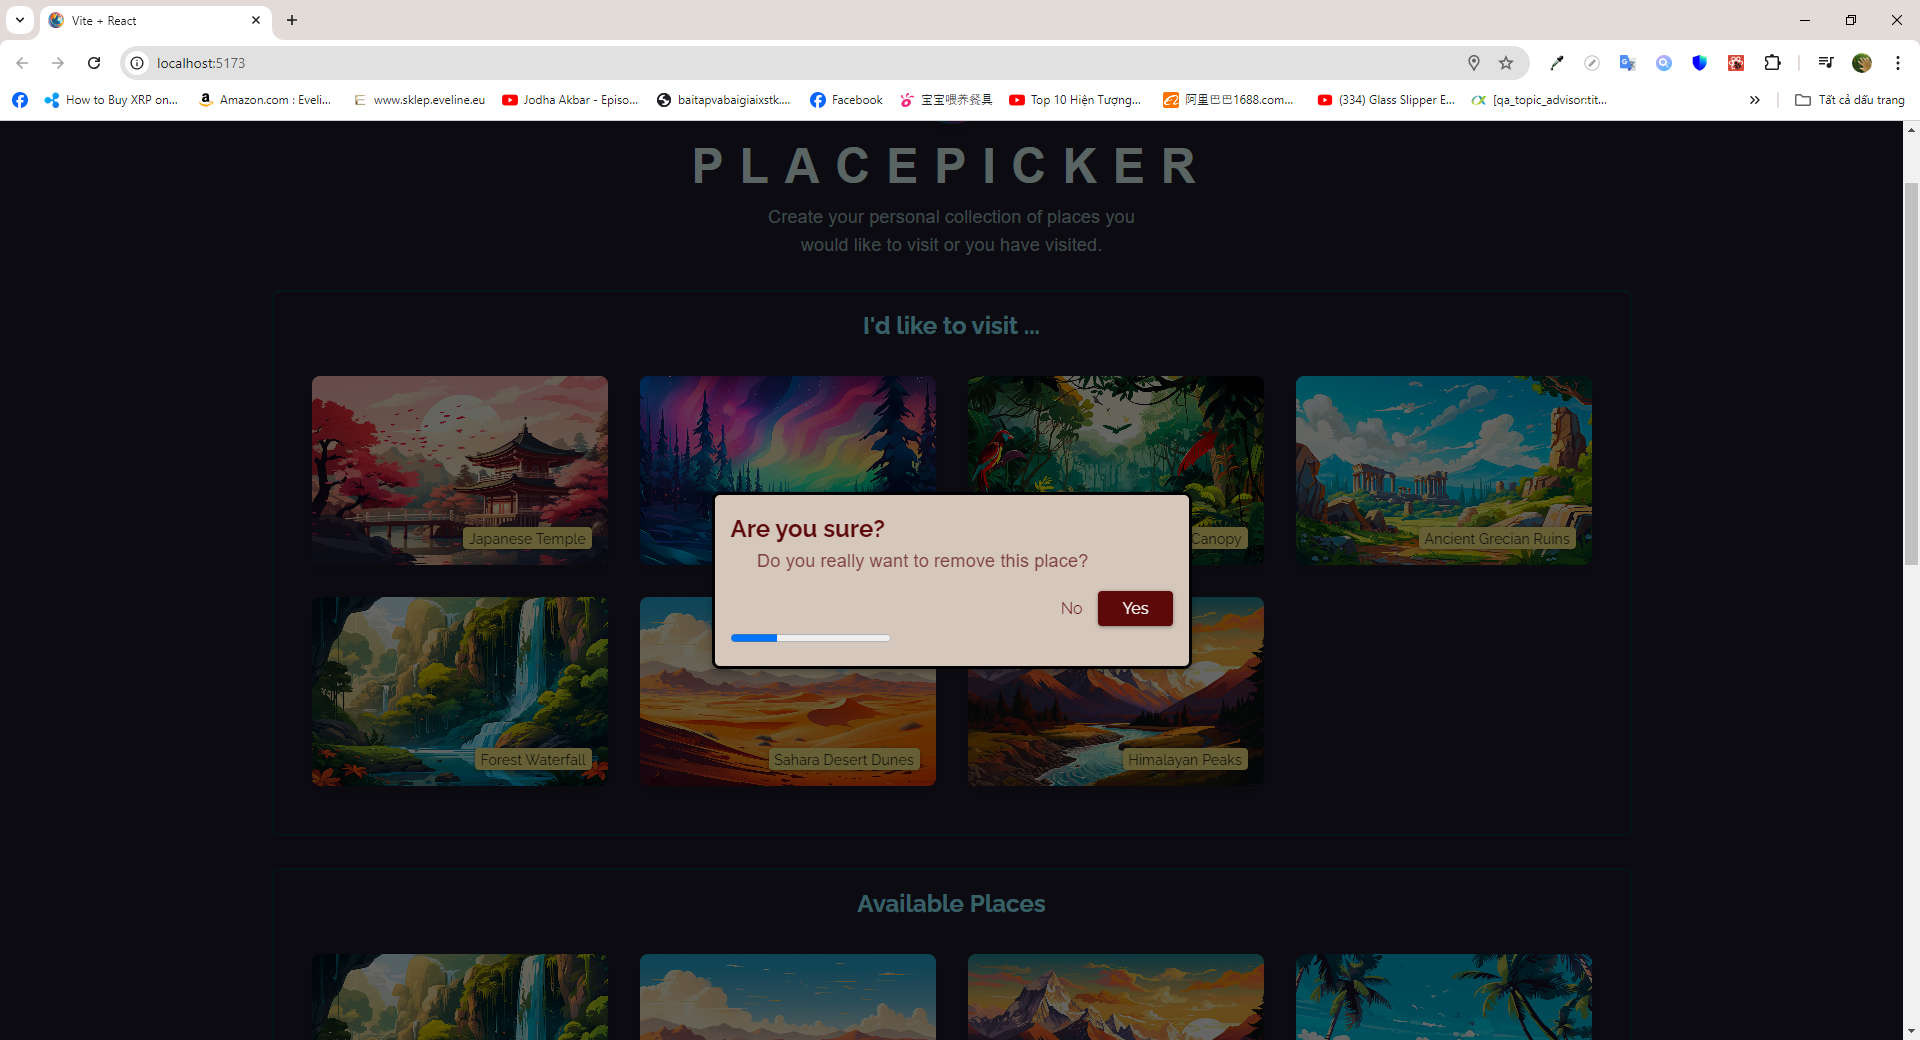 Vite + React
localhost:5173
How to Buy XRP on...
Amazon.com : Eveli...
www.sklep.eveline.eu
Jodha Akbar - Episo...
baitapvabaigiaixstk....
Facebook
宝宝喂养餐具
Top 10 Hiện Tượng...
阿里巴巴1688.com...
(334) Glass Slipper E...
[qa_topic_advisor:tit...
Tất cả dấu trang
PLACEPICKER
Create your personal collection of places you
would like to visit or you have visited.
I'd like to visit ...
Japanese Temple
Canopy
Ancient Grecian Ruins
Are you sure?
Do you really want to remove this place?
No
Yes
Forest Waterfall
Sahara Desert Dunes
Himalayan Peaks
Available Places